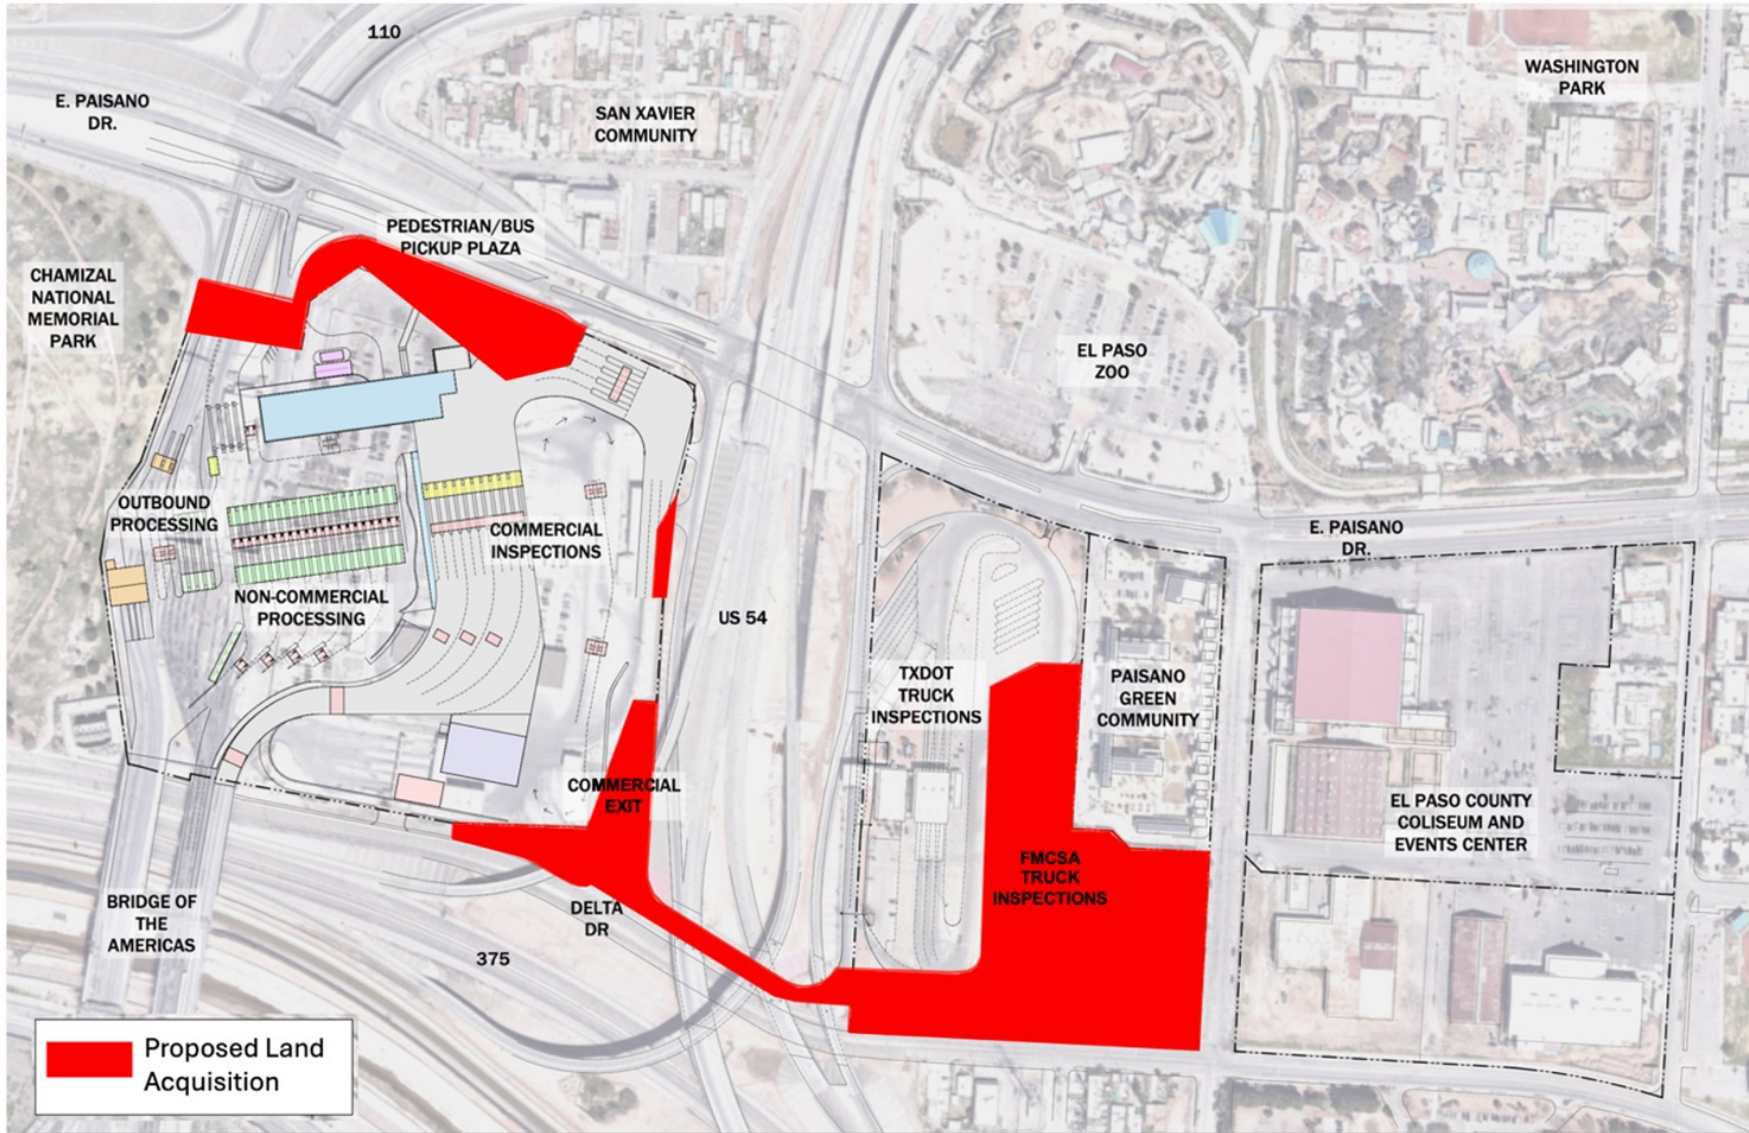 110
E. PAISANO
DR.
SAN XAVIER
COMMUNITY
WASHINGTON
PARK
PEDESTRIAN/BUS
PICKUP PLAZA
CHAMIZAL
NATIONAL
MEMORIAL
PARK
EL PASO
ZOO
OUTBOUND
PROCESSING
COMMERCIAL
INSPECTIONS
E. PAISANO
DR.
NON-COMMERCIAL
PROCESSING
US 54
TXDOT
TRUCK
INSPECTIONS
PAISANO
GREEN
COMMUNITY
COMMERCIAL
EXIT
EL PASO COUNTY
COLISEUM AND
EVENTS CENTER
FMCSA
TRUCK
INSPECTIONS
BRIDGE OF
THE
AMERICAS
DELTA
DR
375
Proposed Land
Acquisition